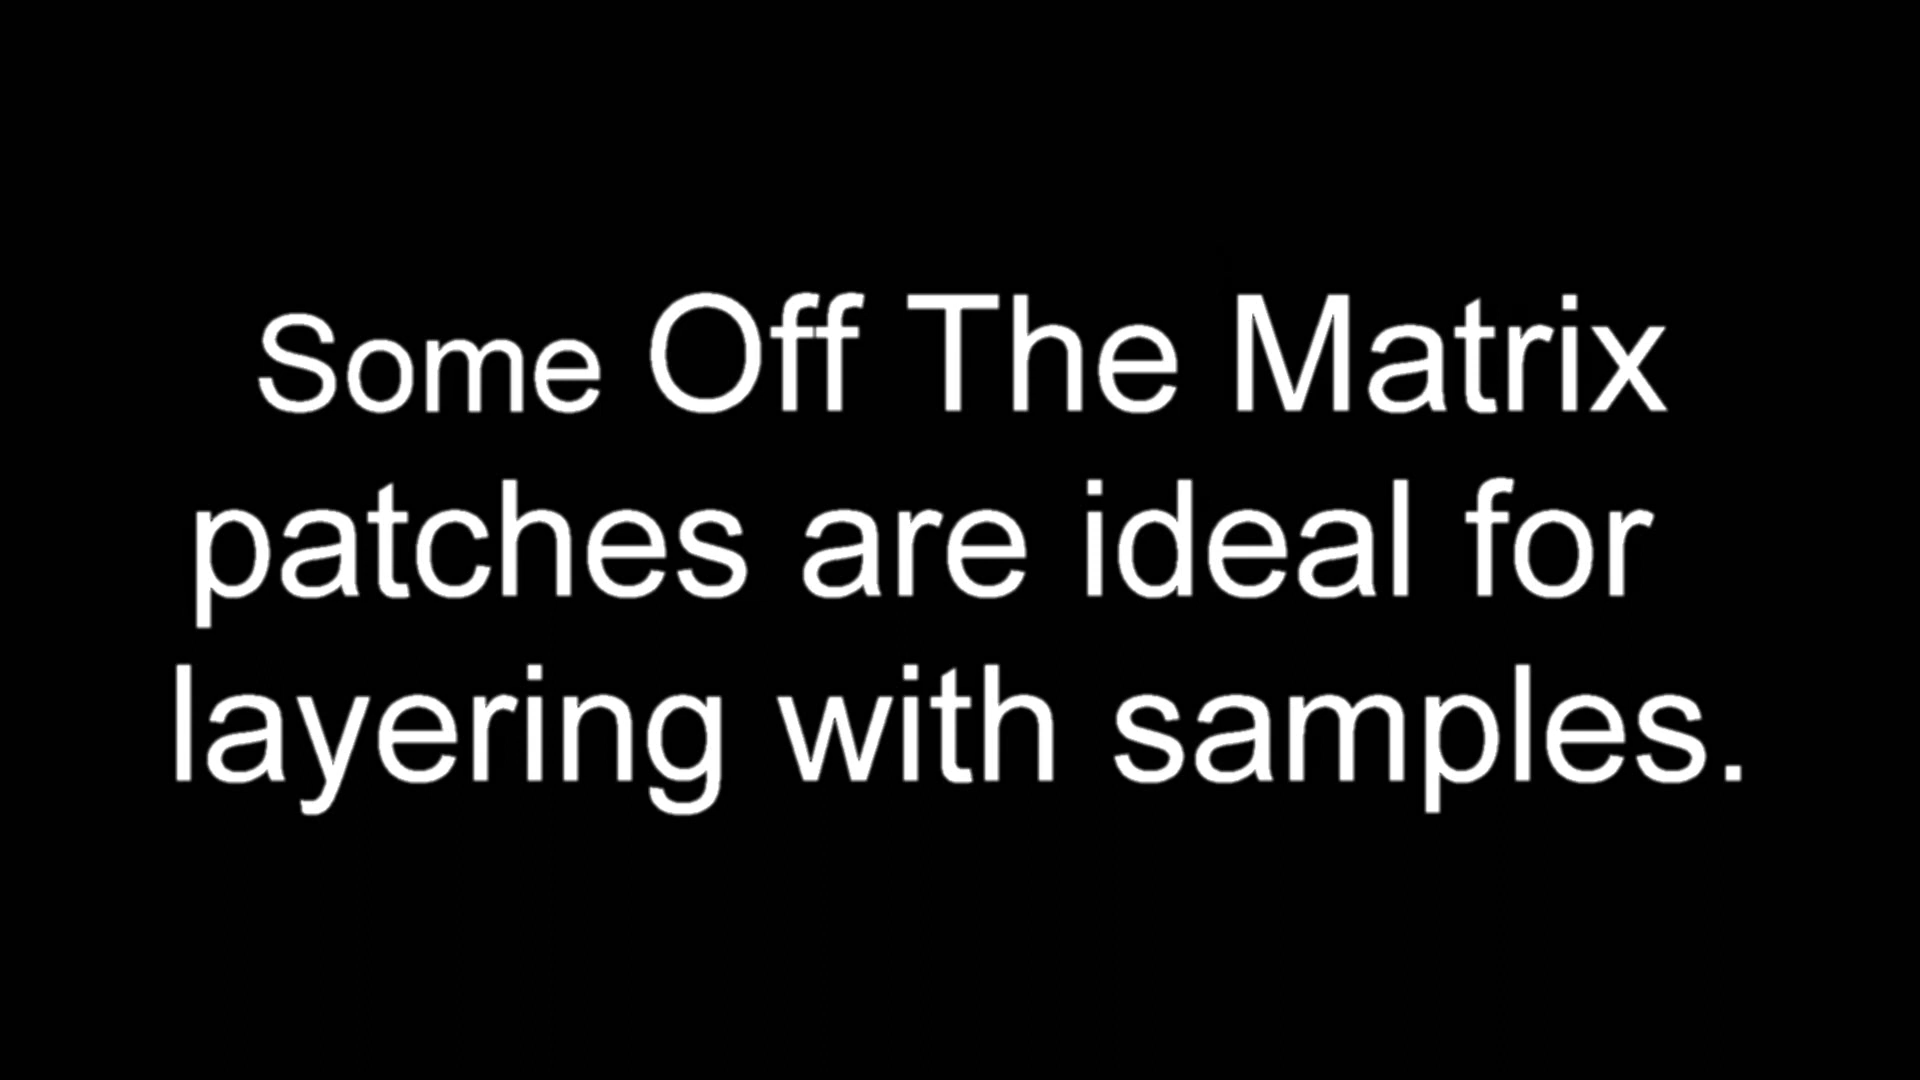 Some Off The Matrix
patches are ideal for
layering with samples.